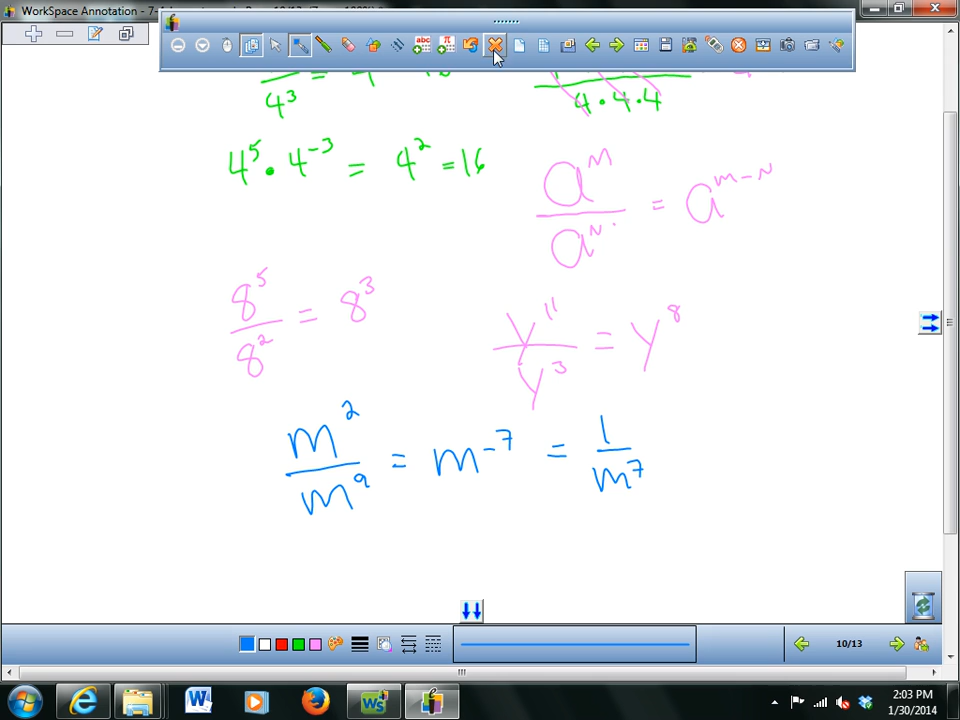 WorkSpace Annotation - 7-
4³
4 · 4 · 4
4⁵ · 4⁻³ = 4² = 16
aᵐ / aⁿ = aᵐ⁻ⁿ
8⁵ / 8² = 8³
y¹¹ / y³ = y⁸
m² / m⁹ = m⁻⁷ = 1 / m⁷
10/13
2:03 PM
1/30/2014